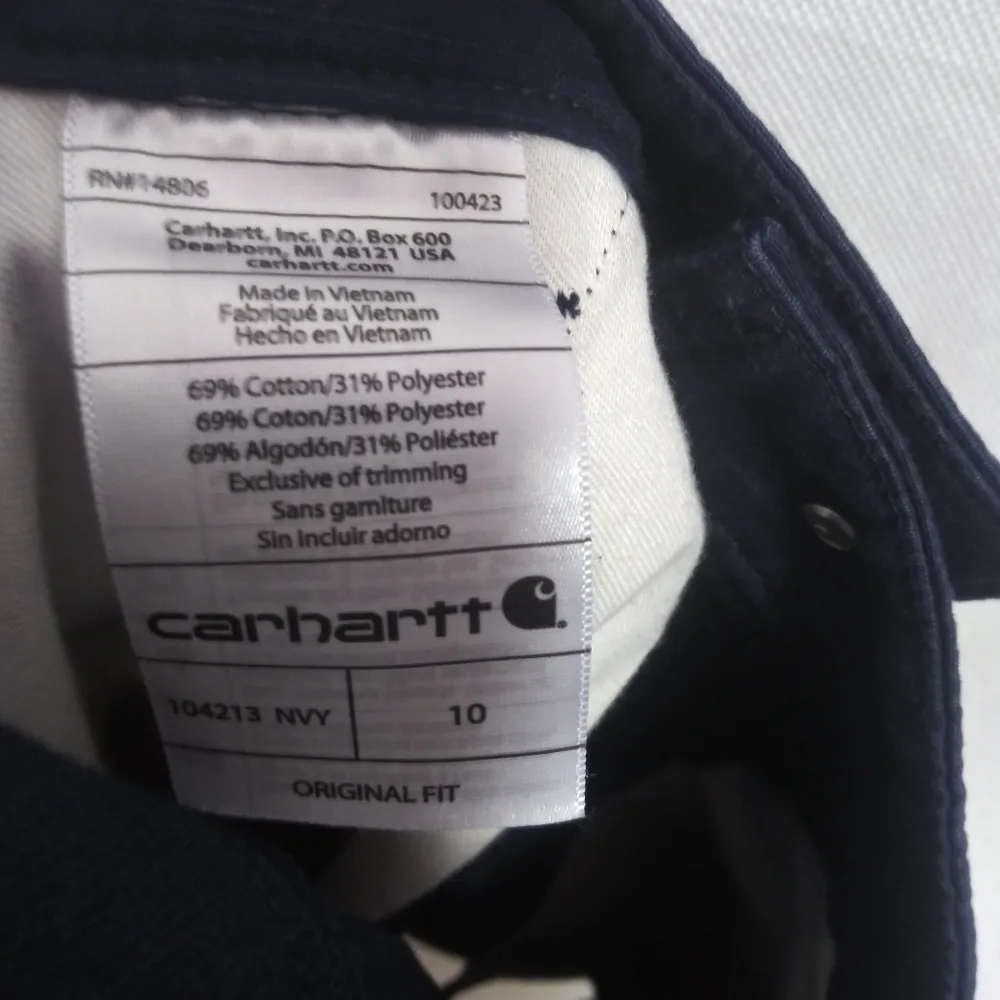 RN#14806
100423
Carhartt, Inc. P.O. Box 600
Dearborn, MI 48121 USA
carhartt.com
Made in Vietnam
Fabriqué au Vietnam
Hecho en Vietnam
69% Cotton/31% Polyester
69% Coton/31% Polyester
69% Algodón/31% Poliéster
Exclusive of trimming
Sans garniture
Sin incluir adorno
carhartt
104213 NVY
10
ORIGINAL FIT